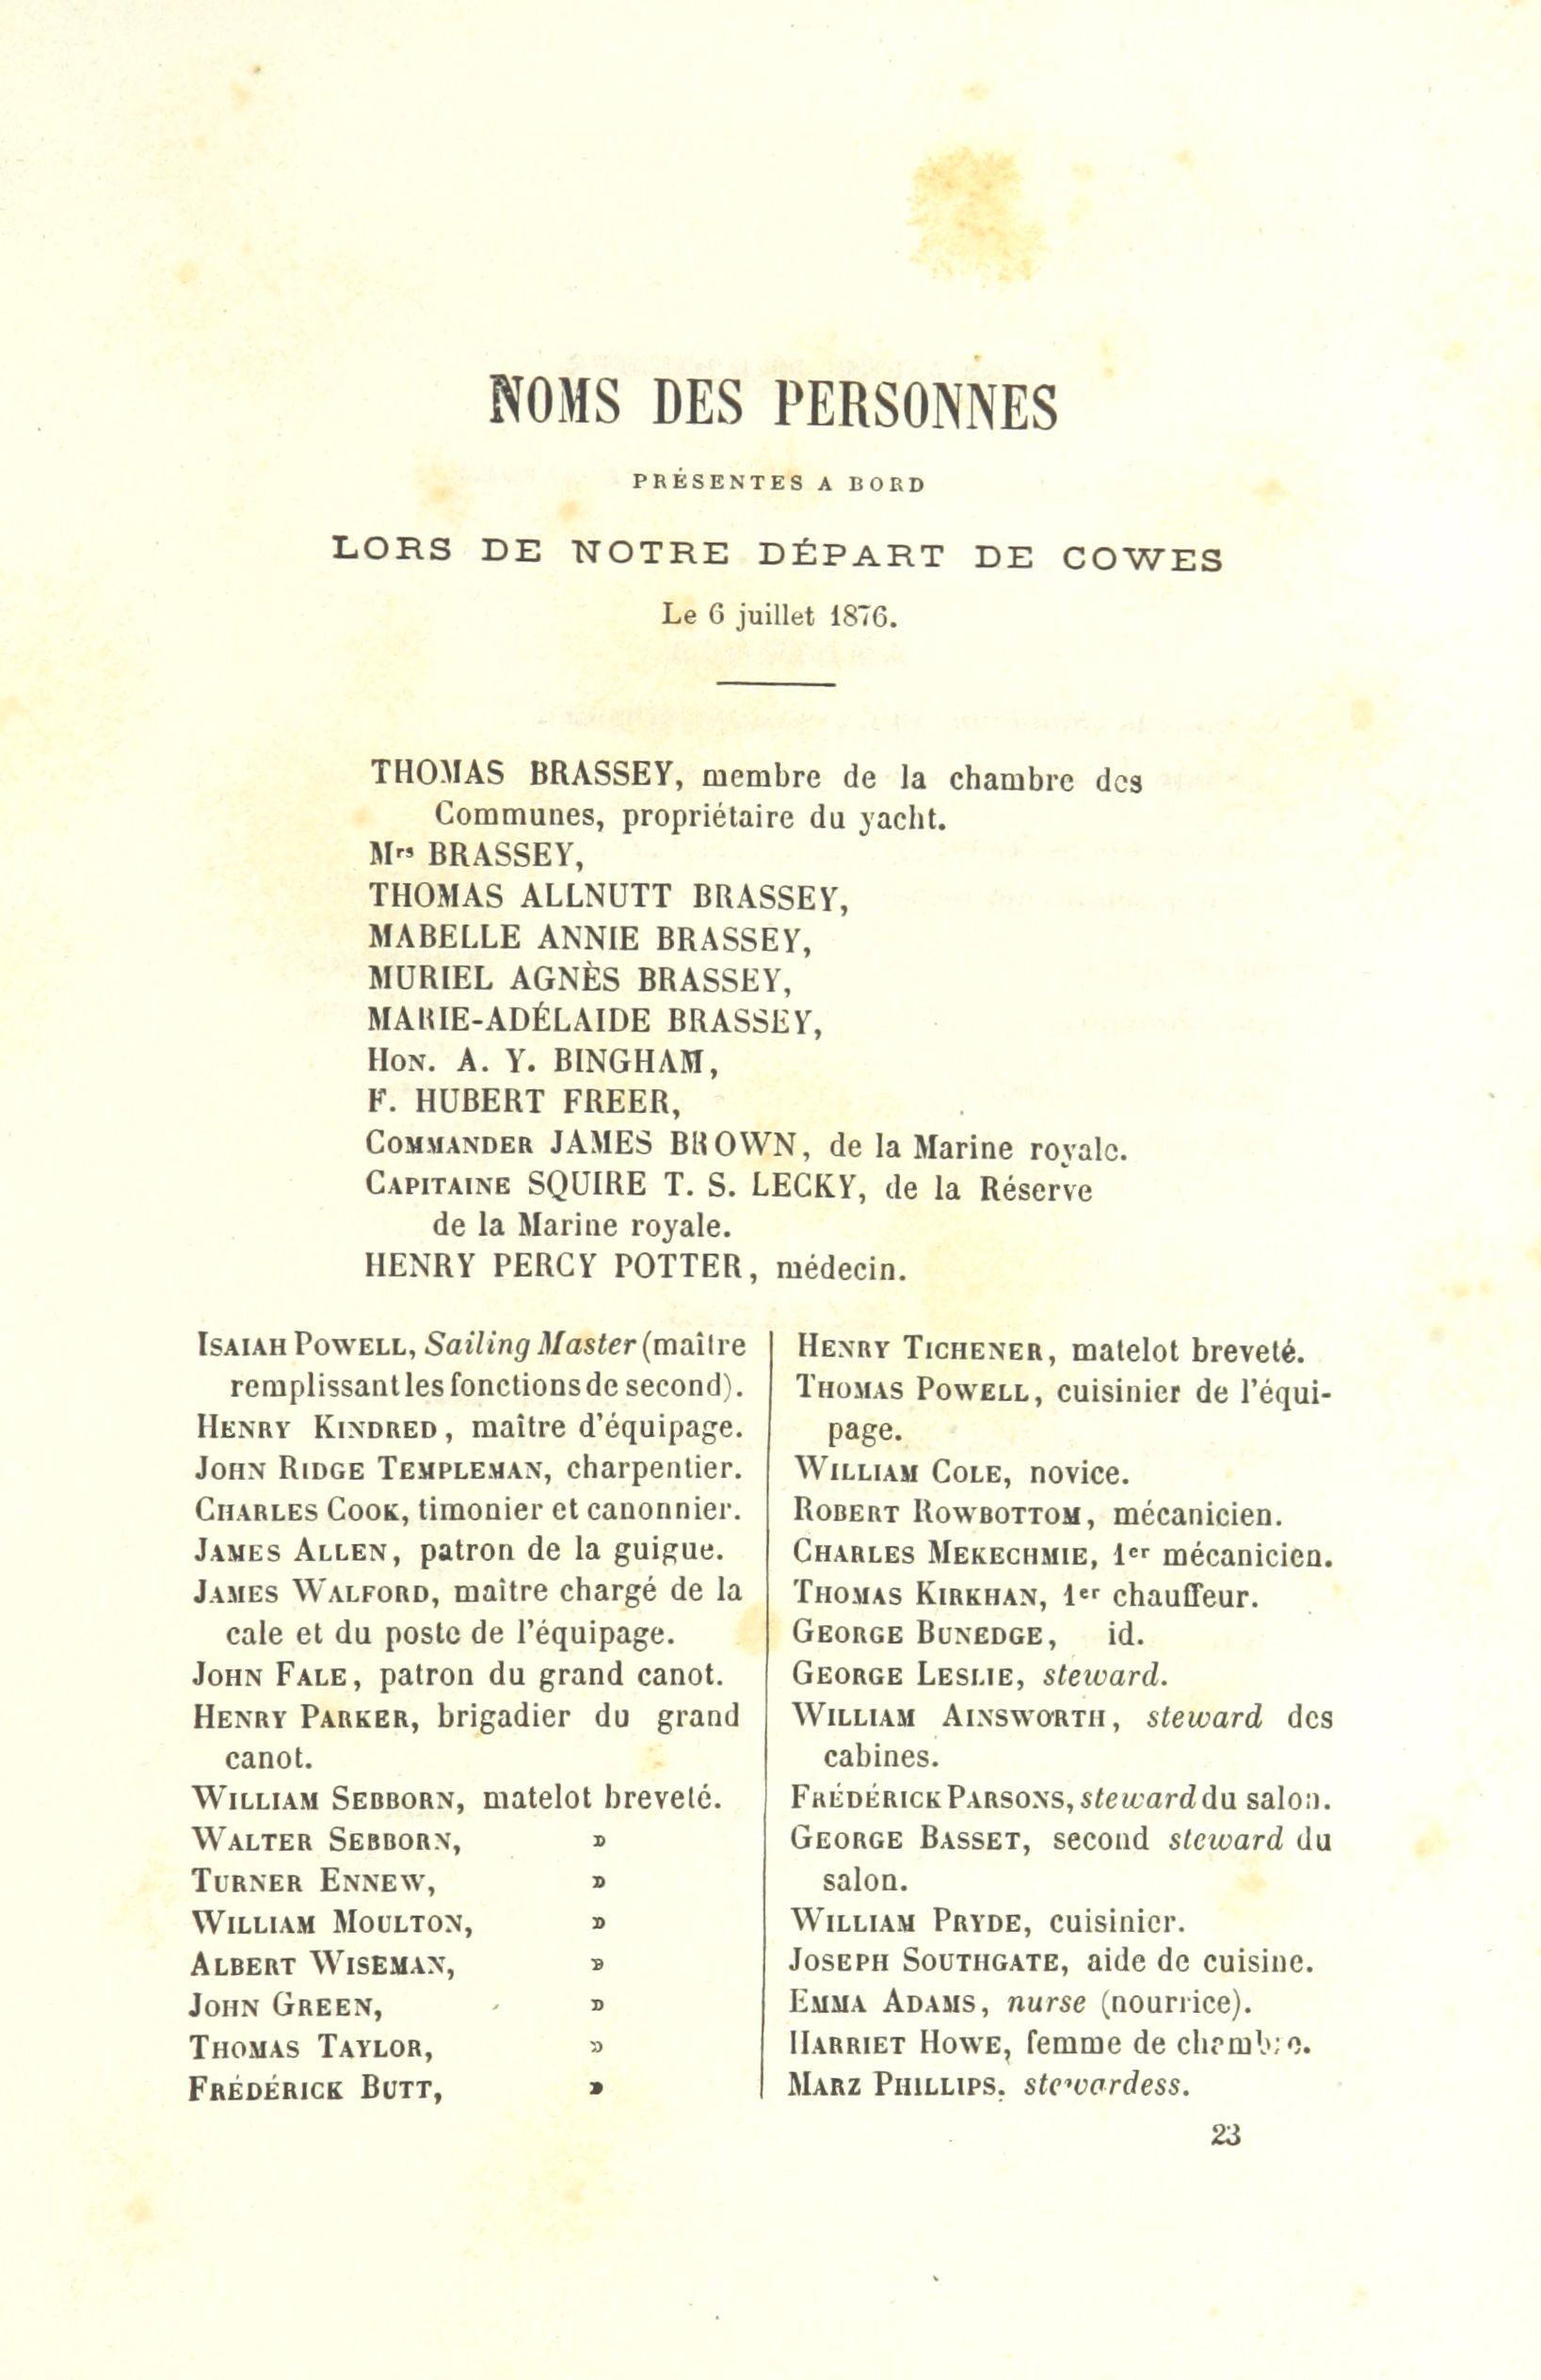 NOMS DES PERSONNES
PRÉSENTES A BORD
LORS DE NOTRE DÉPART DE COWES
Le 6 juillet 1876.
THOMAS BRASSEY, membre de la chambre des
Communes, propriétaire du yacht.
Mrs BRASSEY,
THOMAS ALLNUTT BRASSEY,
MABELLE ANNIE BRASSEY,
MURIEL AGNÈS BRASSEY,
MARIE-ADÉLAIDE BRASSEY,
HON. A. Y. BINGHAM,
F. HUBERT FREER,
COMMANDER JAMES BROWN, de la Marine royale.
CAPITAINE SQUIRE T. S. LECKY, de la Réserve
de la Marine royale.
HENRY PERCY POTTER, médecin.
ISAIAH POWELL, Sailing Master (maître
remplissant les fonctions de second).
HENRY KINDRED, maître d'équipage.
JOHN RIDGE TEMPLEMAN, charpentier.
CHARLES COOK, timonier et canonnier.
JAMES ALLEN, patron de la guigue.
JAMES WALFORD, maître chargé de la
cale et du poste de l'équipage.
JOHN FALE, patron du grand canot.
HENRY PARKER, brigadier du grand
canot.
WILLIAM SEBBORN, matelot breveté.
WALTER SEBBORN, »
TURNER ENNEW, »
WILLIAM MOULTON, »
ALBERT WISEMAN, »
JOHN GREEN, »
THOMAS TAYLOR, »
FRÉDÉRICK BUTT, »
HENRY TICHENER, matelot breveté.
THOMAS POWELL, cuisinier de l'équi-
page.
WILLIAM COLE, novice.
ROBERT ROWBOTTOM, mécanicien.
CHARLES MEKECHMIE, 1er mécanicien.
THOMAS KIRKHAN, 1er chauffeur.
GEORGE BUNEDGE, id.
GEORGE LESLIE, steward.
WILLIAM AINSWORTH, steward des
cabines.
FRÉDÉRICK PARSONS, steward du salon.
GEORGE BASSET, second steward du
salon.
WILLIAM PRYDE, cuisinier.
JOSEPH SOUTHGATE, aide de cuisine.
EMMA ADAMS, nurse (nourrice).
HARRIET HOWE, femme de chambre.
MARZ PHILLIPS. stewardess.
23